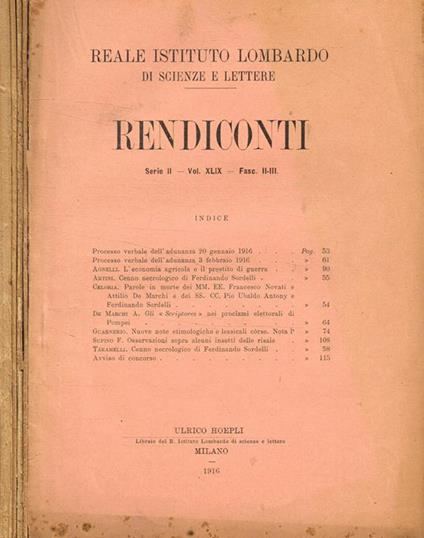 REALE ISTITUTO LOMBARDO
DI SCIENZE E LETTERE
RENDICONTI
Serie II — Vol. XLIX — Fasc. II-III.
INDICE
Processo verbale dell'adunanza 20 gennaio 1916 . . . Pag. 53
Processo verbale dell'adunanza 3 febbraio 1916 . . . » 61
Agnelli. L'economia agricola e il prestito di guerra . . » 90
Artini. Cenno necrologico di Ferdinando Sordelli . . » 55
Celoria. Parole in morte dei MM. EE. Francesco Novati e
Attilio De Marchi e dei SS. CC. Pio Ubaldo Antony e
Ferdinando Sordelli . . . . . . . » 54
De Marchi A. Gli «Scriptores» nei proclami elettorali di
Pompei . . . . . . . . . » 64
Guarnerio. Nuove note etimologiche e lessicali còrse. Nota Iª » 74
Supino F. Osservazioni sopra alcuni insetti delle risaie . . » 108
Taramelli. Cenno necrologico di Ferdinando Sordelli . . » 58
Avviso di concorso . . . . . . . . » 115
ULRICO HOEPLI
Libraio del R. Istituto Lombardo di scienze e lettere
MILANO
—
1916